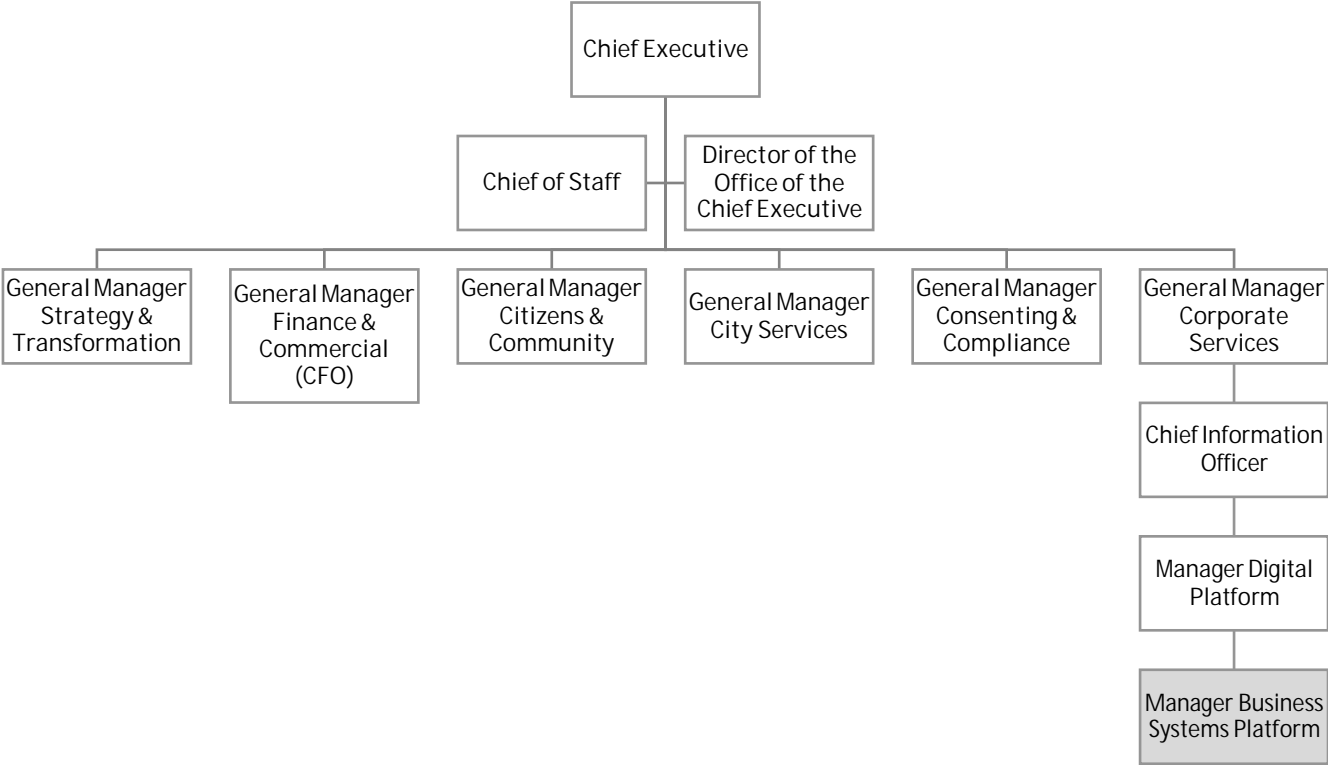 Chief Executive
Chief of Staff
Director of the
Office of the
Chief Executive
General Manager
Strategy &
Transformation
General Manager
Finance &
Commercial
(CFO)
General Manager
Citizens &
Community
General Manager
City Services
General Manager
Consenting &
Compliance
General Manager
Corporate
Services
Chief Information
Officer
Manager Digital
Platform
Manager Business
Systems Platform